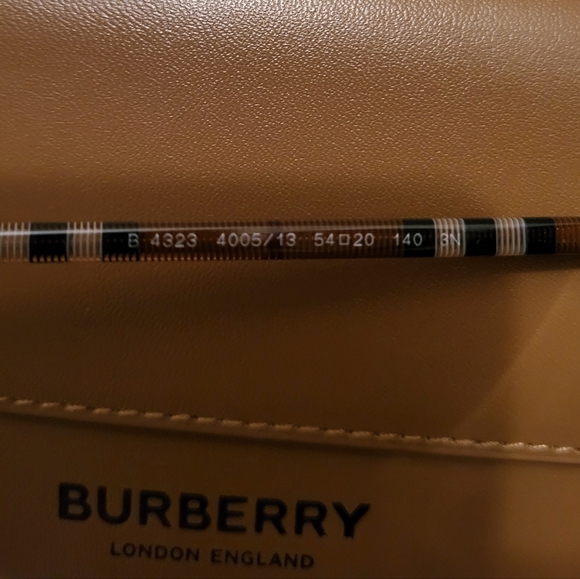 B 4323 4005/13 54□20 140 3N
BURBERRY
LONDON ENGLAND